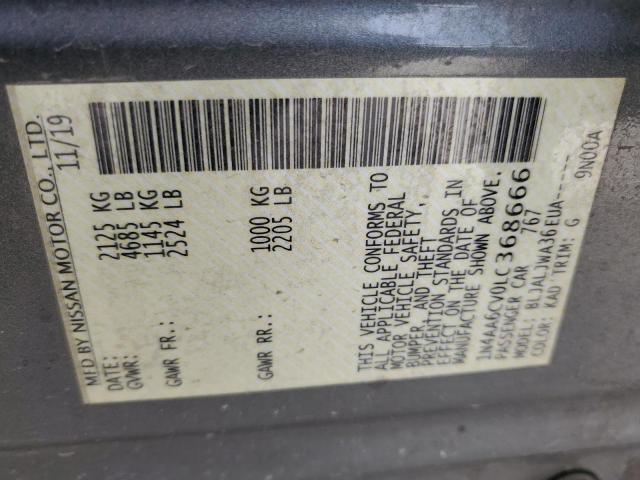 MFD BY NISSAN MOTOR CO., LTD.
DATE: 11/19
GVWR: 2125 KG
4685 LB
GAWR FR.: 1145 KG
2524 LB
GAWR RR.: 1000 KG
2205 LB
THIS VEHICLE CONFORMS TO
ALL APPLICABLE FEDERAL
MOTOR VEHICLE SAFETY,
BUMPER, AND THEFT
PREVENTION STANDARDS IN
EFFECT ON THE DATE OF
MANUFACTURE SHOWN ABOVE.
1N4AA6CV0LC368666
PASSENGER CAR 767
MODEL: BLJALJWA36EUA-----
COLOR: KAD TRIM: G 9N00A